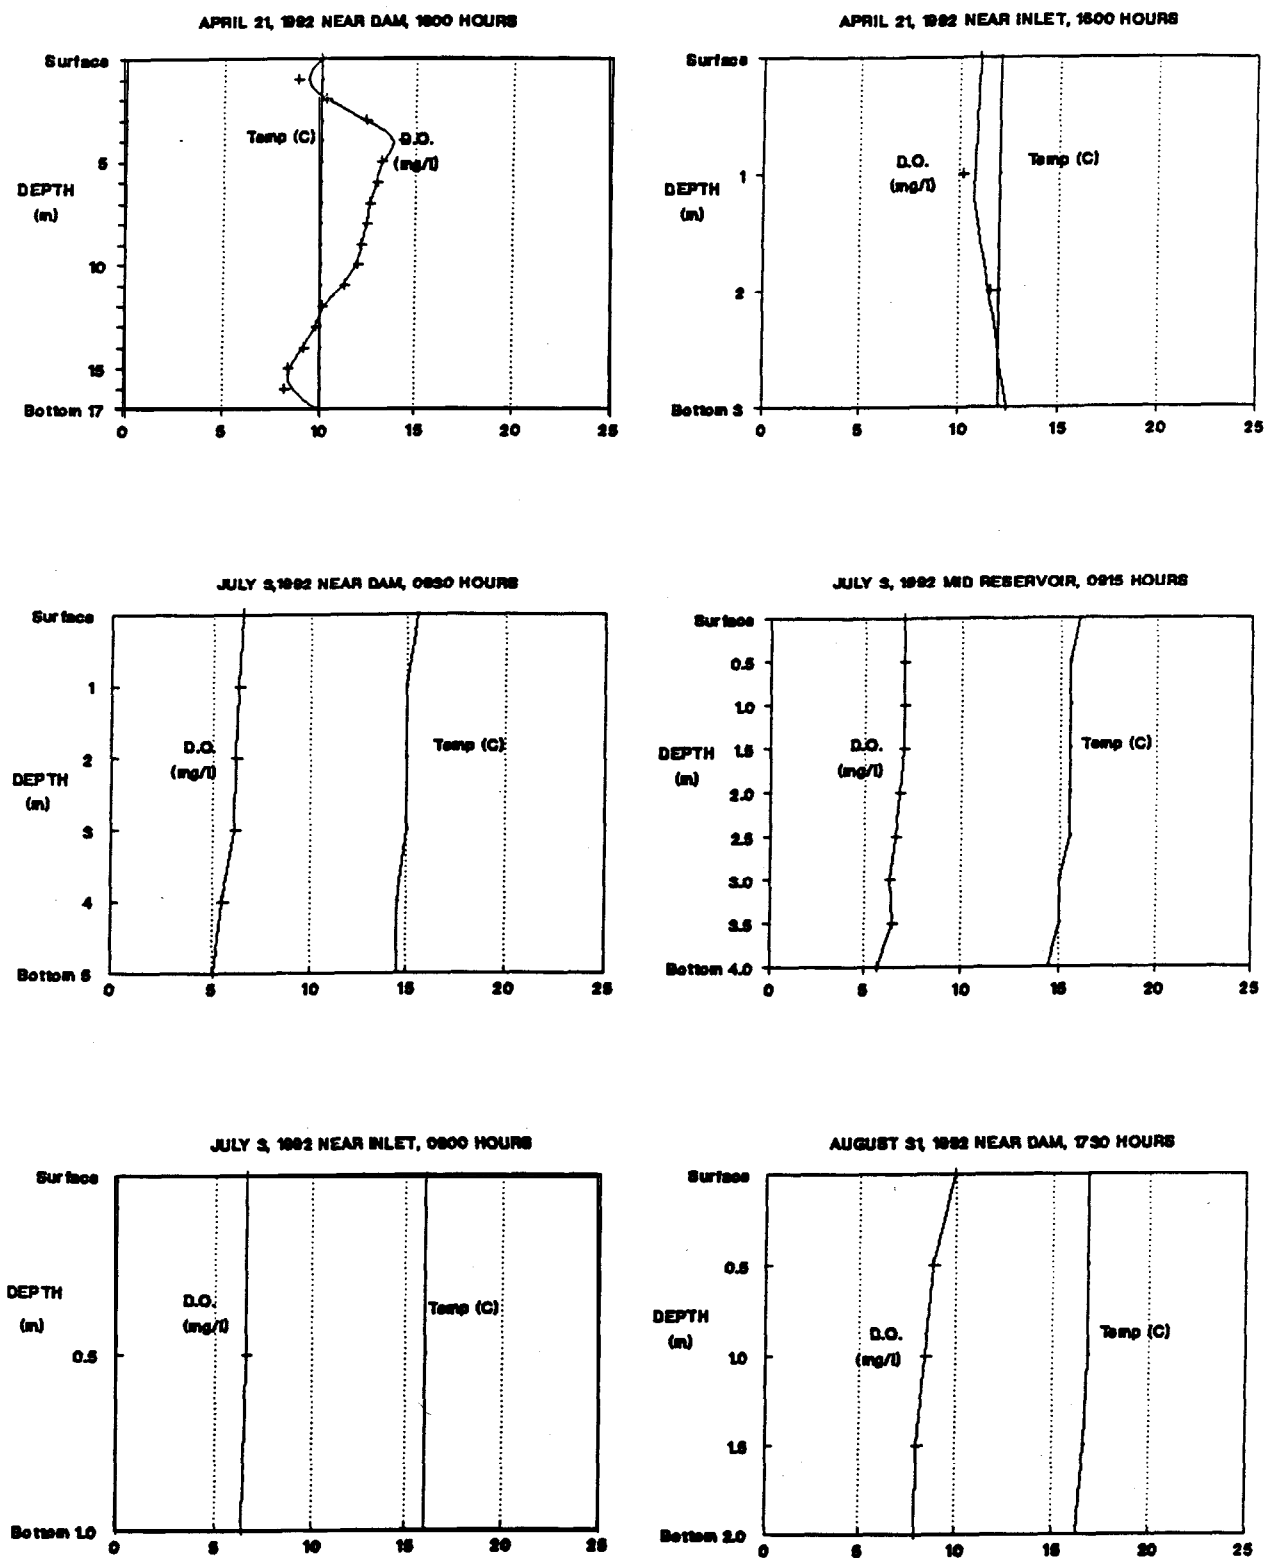 APRIL 21, 1992 NEAR DAM, 1600 HOURS
Surface
5
10
15
Bottom 17
DEPTH
(m)
Temp (C)
D.O.
(mg/l)
0 5 10 15 20 25
APRIL 21, 1992 NEAR INLET, 1500 HOURS
Surface
1
2
Bottom 3
DEPTH
(m)
D.O.
(mg/l)
Temp (C)
0 5 10 15 20 25
JULY 3, 1992 NEAR DAM, 0930 HOURS
Surface
1
2
3
4
Bottom 5
DEPTH
(m)
D.O.
(mg/l)
Temp (C)
0 5 10 15 20 25
JULY 3, 1992 MID RESERVOIR, 0915 HOURS
Surface
0.5
1.0
1.5
2.0
2.5
3.0
3.5
Bottom 4.0
DEPTH
(m)
D.O.
(mg/l)
Temp (C)
0 5 10 15 20 25
JULY 3, 1992 NEAR INLET, 0900 HOURS
Surface
0.5
Bottom 1.0
DEPTH
(m)
D.O.
(mg/l)
Temp (C)
0 5 10 15 20 25
AUGUST 31, 1992 NEAR DAM, 1730 HOURS
Surface
0.5
1.0
1.5
Bottom 2.0
DEPTH
(m)
D.O.
(mg/l)
Temp (C)
0 5 10 15 20 25